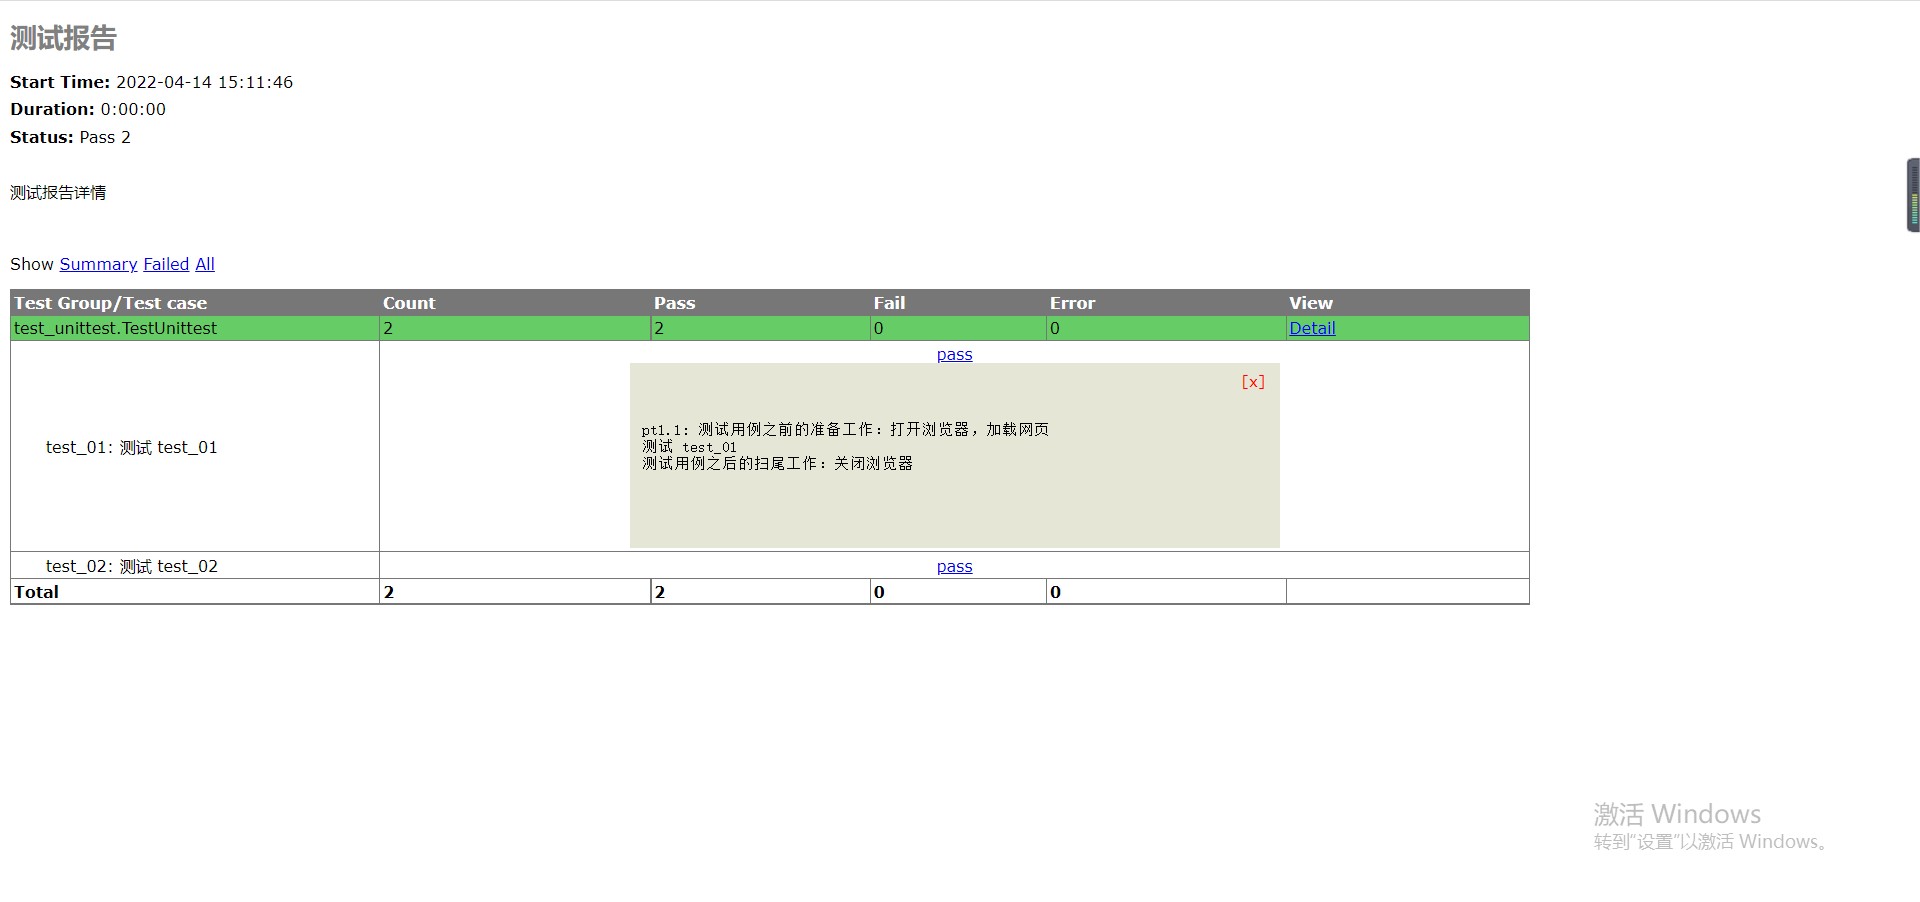 测试报告
Start Time: 2022-04-14 15:11:46
Duration: 0:00:00
Status: Pass 2
测试报告详情
Show Summary Failed All
Test Group/Test case Count Pass Fail Error View
test_unittest.TestUnittest 2 2 0 0 Detail
pass
[x]
pt1.1: 测试用例之前的准备工作：打开浏览器，加载网页
测试 test_01
测试用例之后的扫尾工作：关闭浏览器
test_01: 测试 test_01
test_02: 测试 test_02 pass
Total 2 2 0 0
激活 Windows
转到“设置”以激活 Windows。